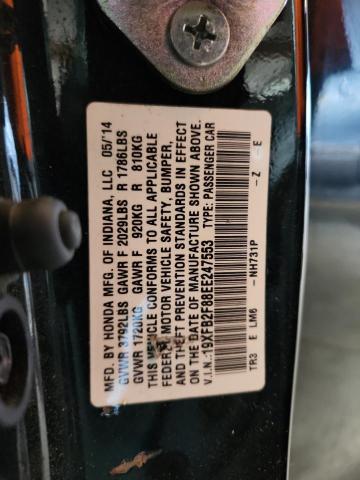 MFD. BY HONDA MFG. OF INDIANA, LLC 05/14
GVWR 3792LBS GAWR F 2029LBS R 1786LBS
GVWR 1720KG GAWR F 920KG R 810KG
THIS VEHICLE CONFORMS TO ALL APPLICABLE
FEDERAL MOTOR VEHICLE SAFETY, BUMPER,
THEFT PREVENTION STANDARDS IN EFFECT
ON THE DATE OF MANUFACTURE SHOWN ABOVE.
V.I.N.:19XFB2F88EE247553 TYPE: PASSENGER CAR
TR3 E LM6 -NH731P -Z -E